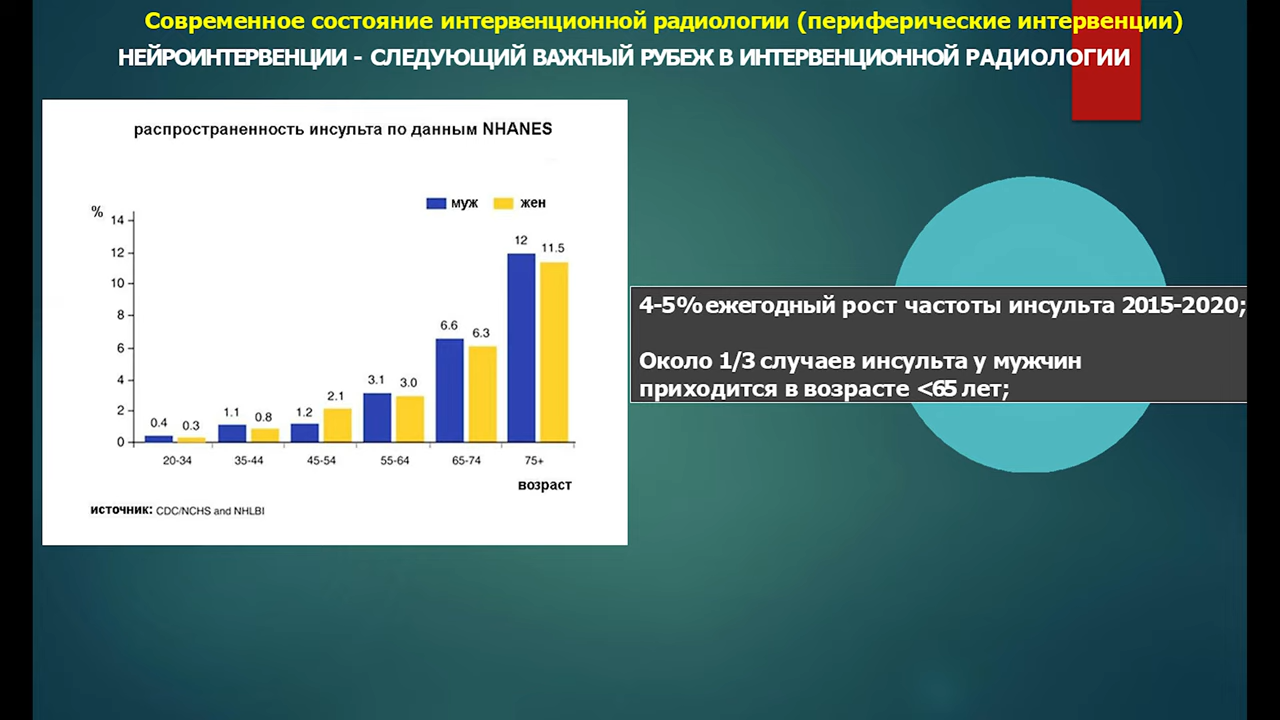 Современное состояние интервенционной радиологии (периферические интервенции)
НЕЙРОИНТЕРВЕНЦИИ - СЛЕДУЮЩИЙ ВАЖНЫЙ РУБЕЖ В ИНТЕРВЕНЦИОННОЙ РАДИОЛОГИИ
распространенность инсульта по данным NHANES
муж жен
%
14
12
10
8
6
4
2
0
0.4 0.3 1.1 0.8 1.2 2.1 3.1 3.0 6.6 6.3 12 11.5
20-34 35-44 45-54 55-64 65-74 75+
возраст
источник: CDC/NCHS and NHLBI
4-5% ежегодный рост частоты инсульта 2015-2020;
Около 1/3 случаев инсульта у мужчин
приходится в возрасте <65 лет;